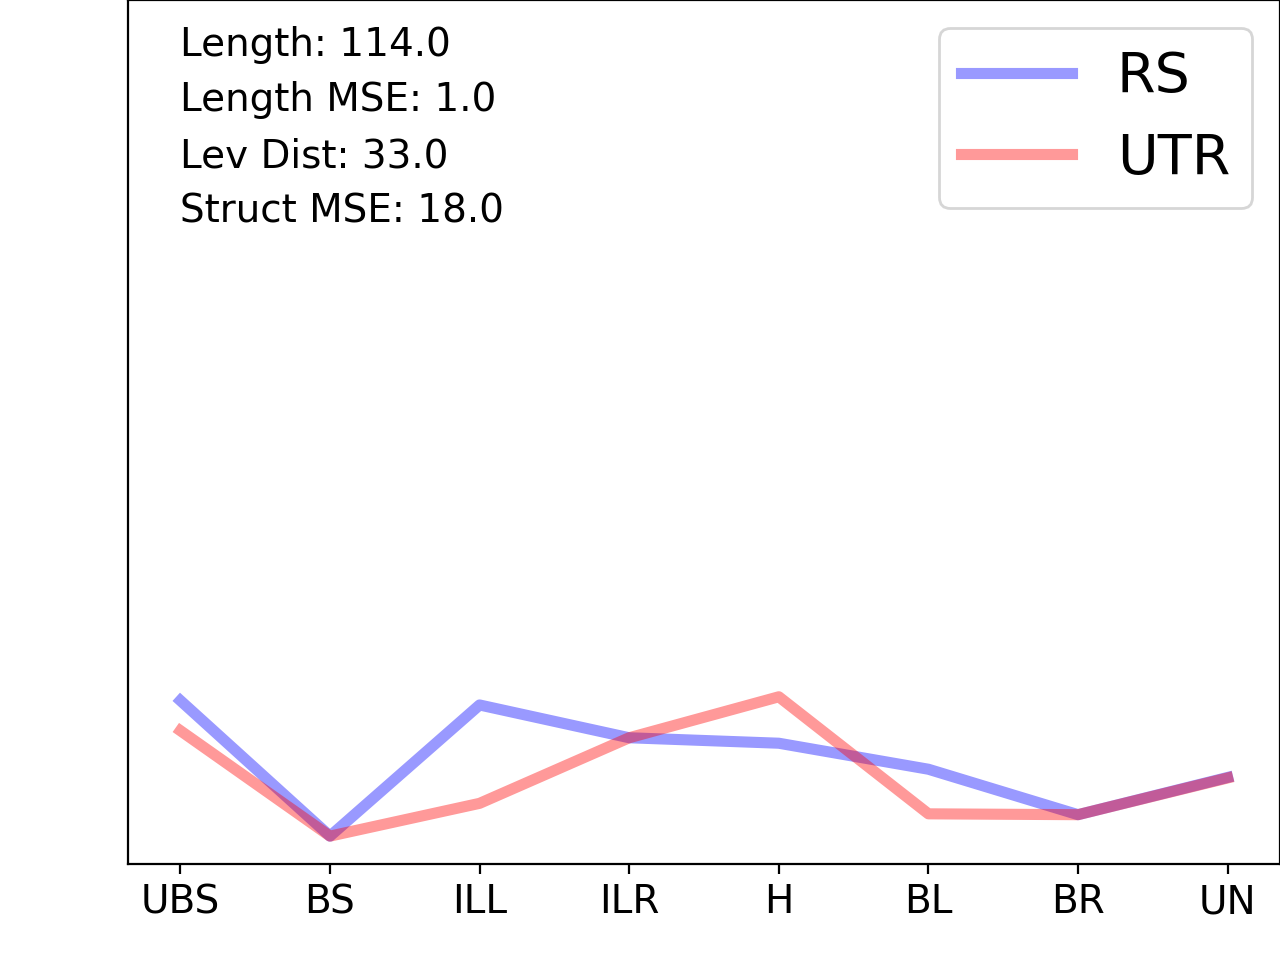 Length: 114.0
Length MSE: 1.0
Lev Dist: 33.0
Struct MSE: 18.0
RS
UTR
UBS BS ILL ILR H BL BR UN